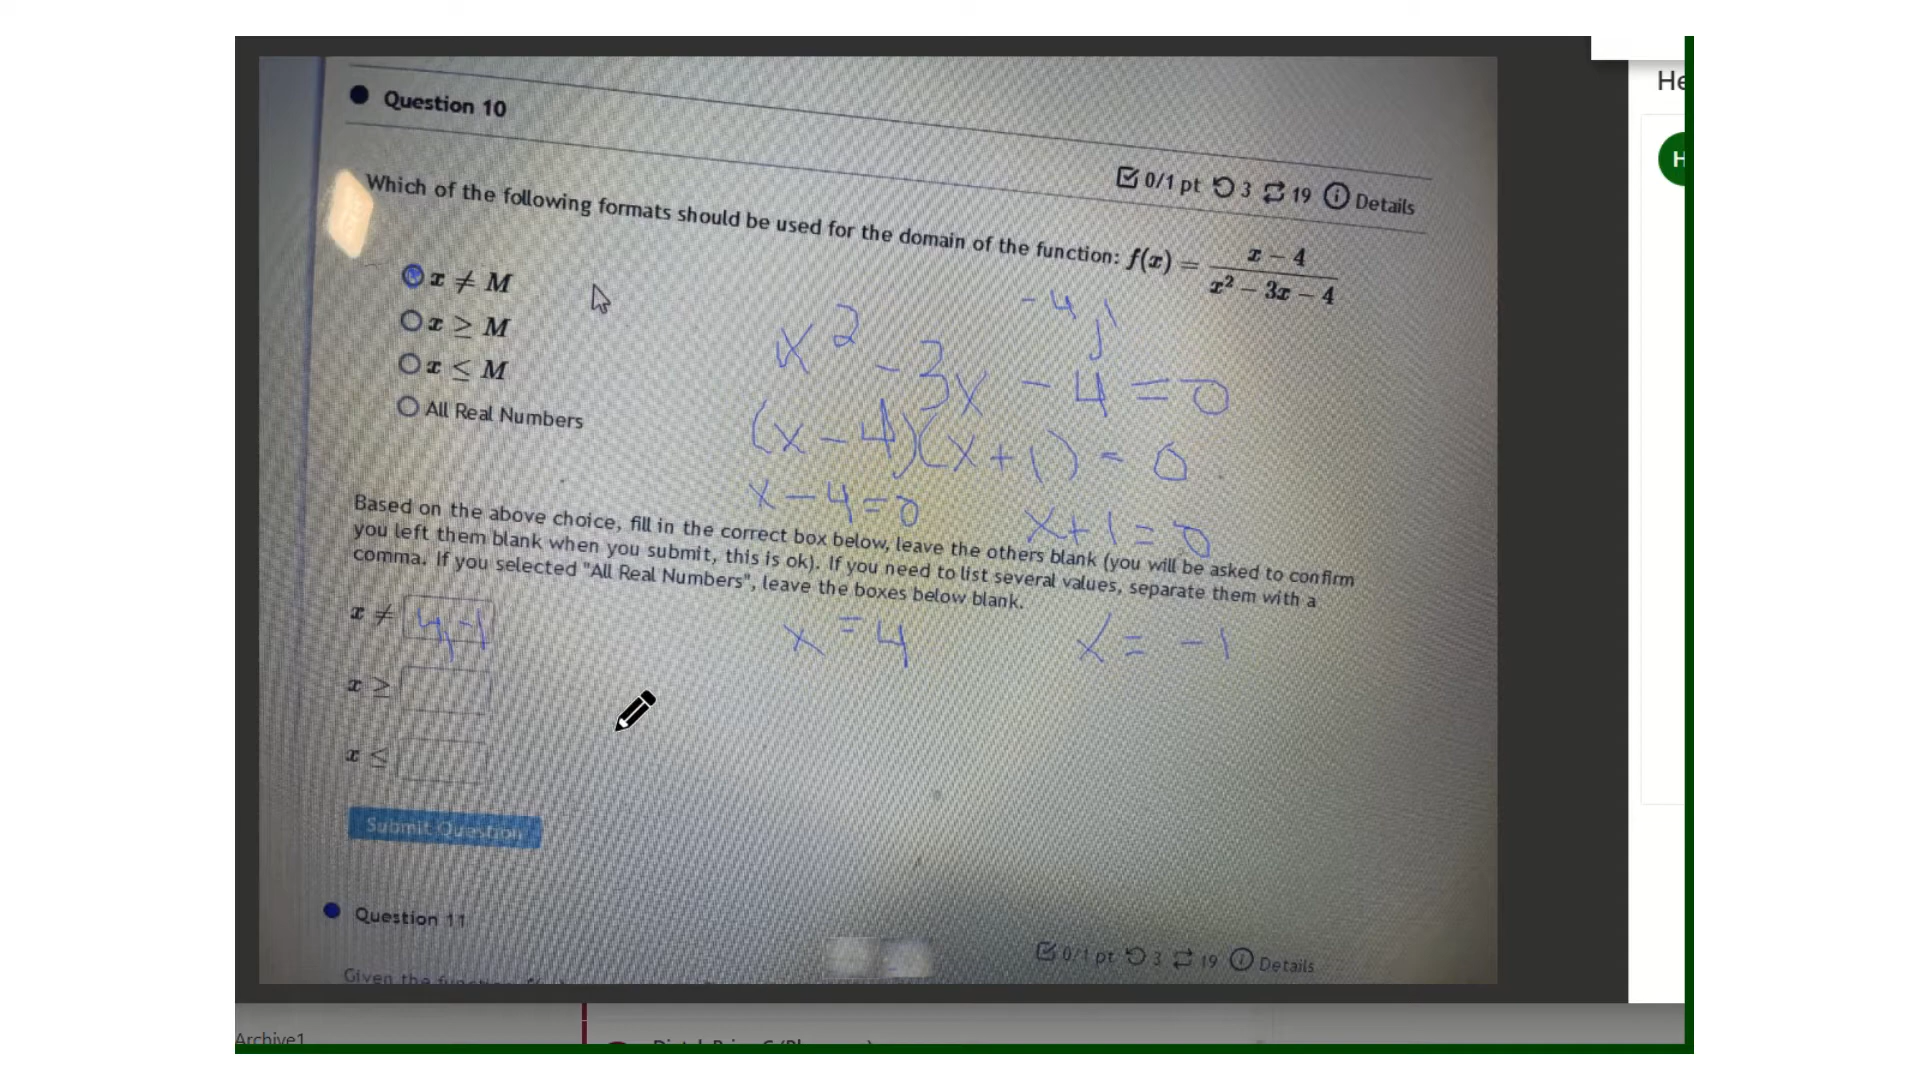 He
H
Question 10
0/1 pt 3 19 Details
Which of the following formats should be used for the domain of the function: f(x) = (x − 4)/(x² − 3x − 4)
x ≠ M
x ≥ M
x ≤ M
All Real Numbers
-4 1
x² - 3x - 4 = 0
(x - 4)(x + 1) = 0
x - 4 = 0 x + 1 = 0
Based on the above choice, fill in the correct box below, leave the others blank (you will be asked to confirm
you left them blank when you submit, this is ok). If you need to list several values, separate them with a
comma. If you selected "All Real Numbers", leave the boxes below blank.
x ≠ 4, -1
x = 4 x = -1
x ≥
x ≤
Submit Question
Question 11
0/1 pt 3 19 Details
Given the
Archive1